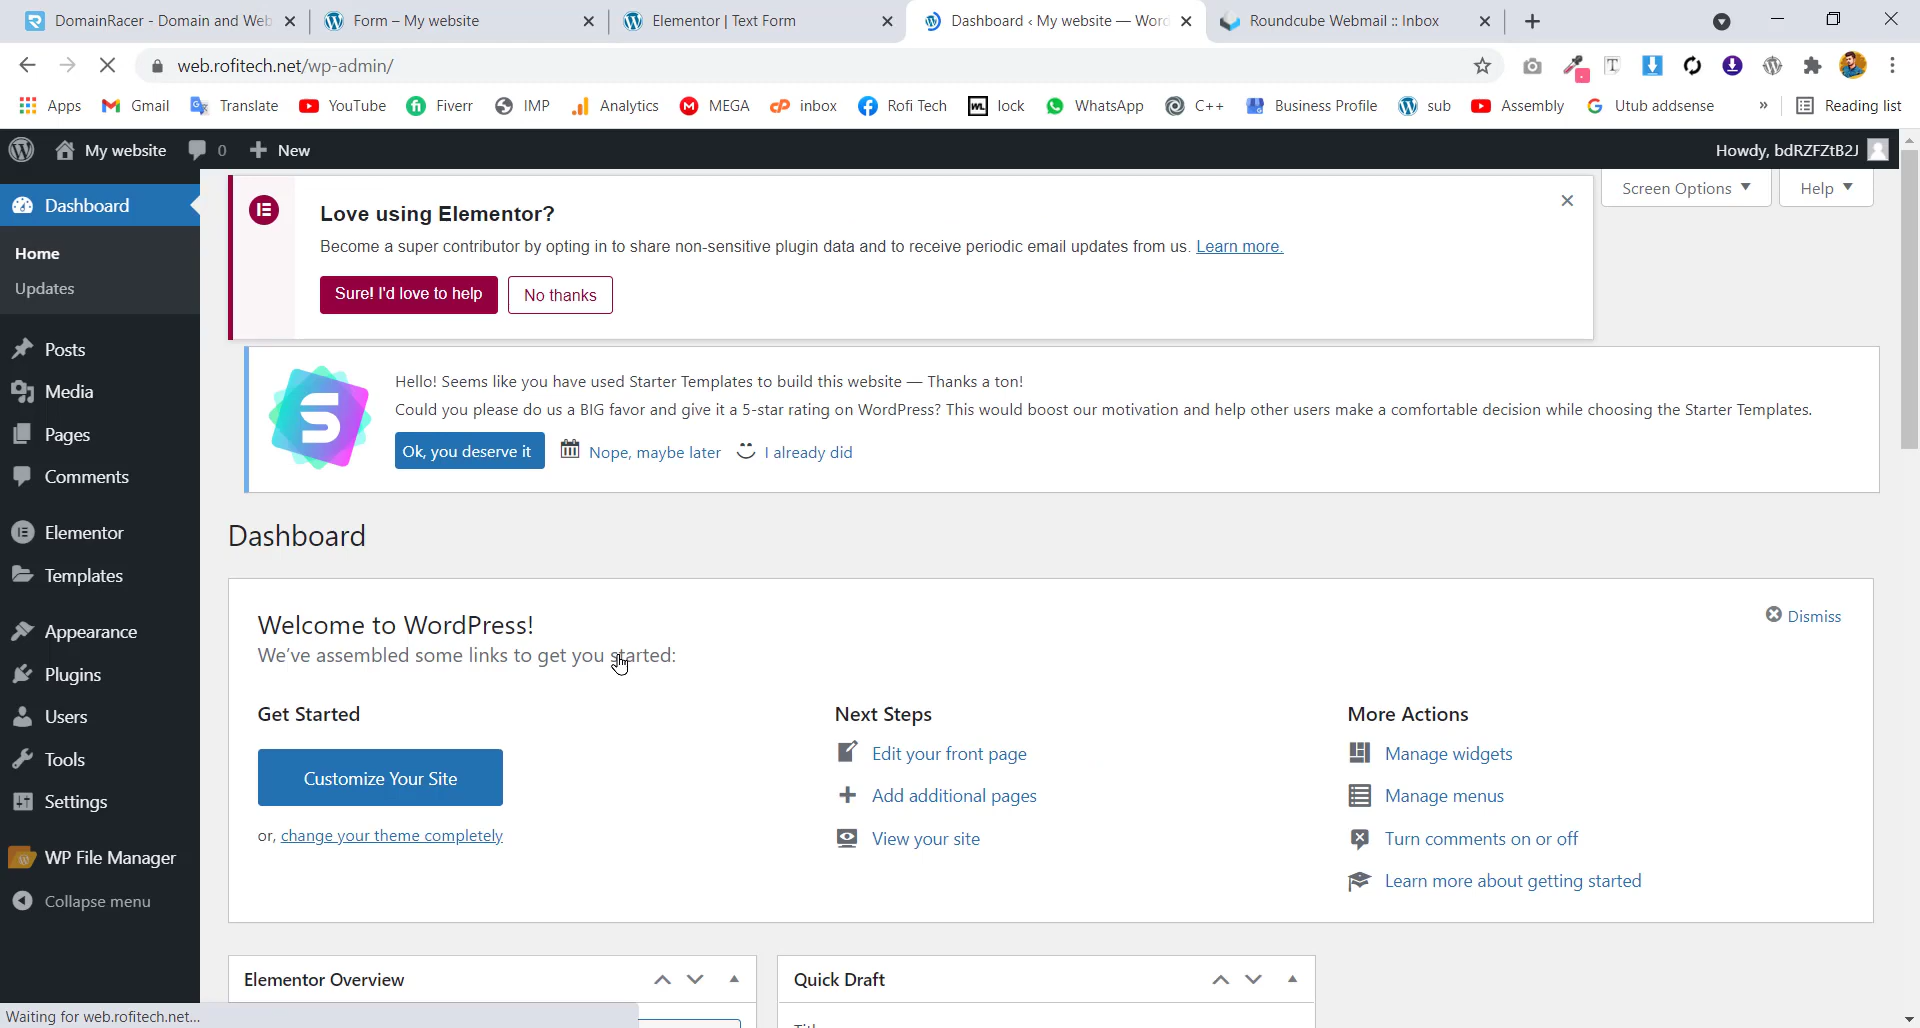 DomainRacer - Domain and Web
Form – My website
Elementor | Text Form
Dashboard ‹ My website — Word
Roundcube Webmail :: Inbox
web.rofitech.net/wp-admin/
Apps
Gmail
Translate
YouTube
Fiverr
IMP
Analytics
MEGA
inbox
Rofi Tech
lock
WhatsApp
C++
Business Profile
sub
Assembly
Utub addsense
»
Reading list
My website
0
New
Howdy, bdRZFZtB2J
Dashboard
Home
Updates
Posts
Media
Pages
Comments
Elementor
Templates
Appearance
Plugins
Users
Tools
Settings
WP File Manager
Collapse menu
Screen Options
Help
Love using Elementor?
Become a super contributor by opting in to share non-sensitive plugin data and to receive periodic email updates from us. Learn more.
Sure! I'd love to help
No thanks
Hello! Seems like you have used Starter Templates to build this website — Thanks a ton!
Could you please do us a BIG favor and give it a 5-star rating on WordPress? This would boost our motivation and help other users make a comfortable decision while choosing the Starter Templates.
Ok, you deserve it
Nope, maybe later
I already did
Dashboard
Welcome to WordPress!
Dismiss
We've assembled some links to get you started:
Get Started
Customize Your Site
or, change your theme completely
Next Steps
Edit your front page
Add additional pages
View your site
More Actions
Manage widgets
Manage menus
Turn comments on or off
Learn more about getting started
Elementor Overview
Quick Draft
Waiting for web.rofitech.net...